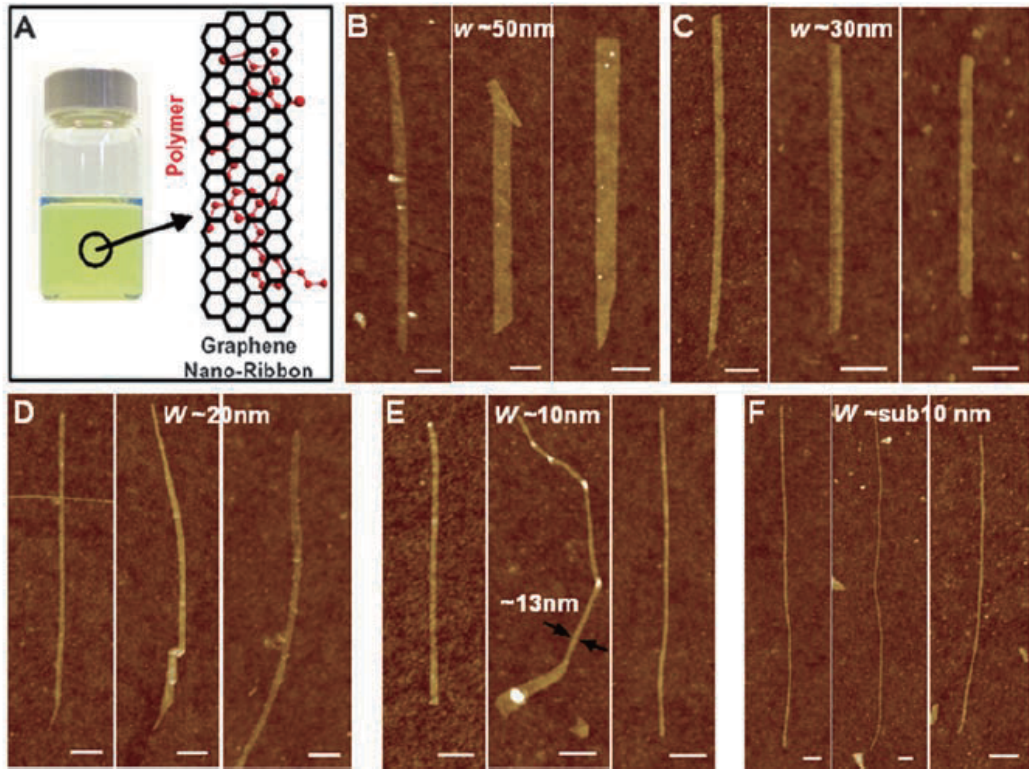 A
Polymer
Graphene
Nano-Ribbon
B
w ~50nm
C
w ~30nm
D
W ~20nm
E
W ~10nm
~13nm
F
W ~sub10 nm